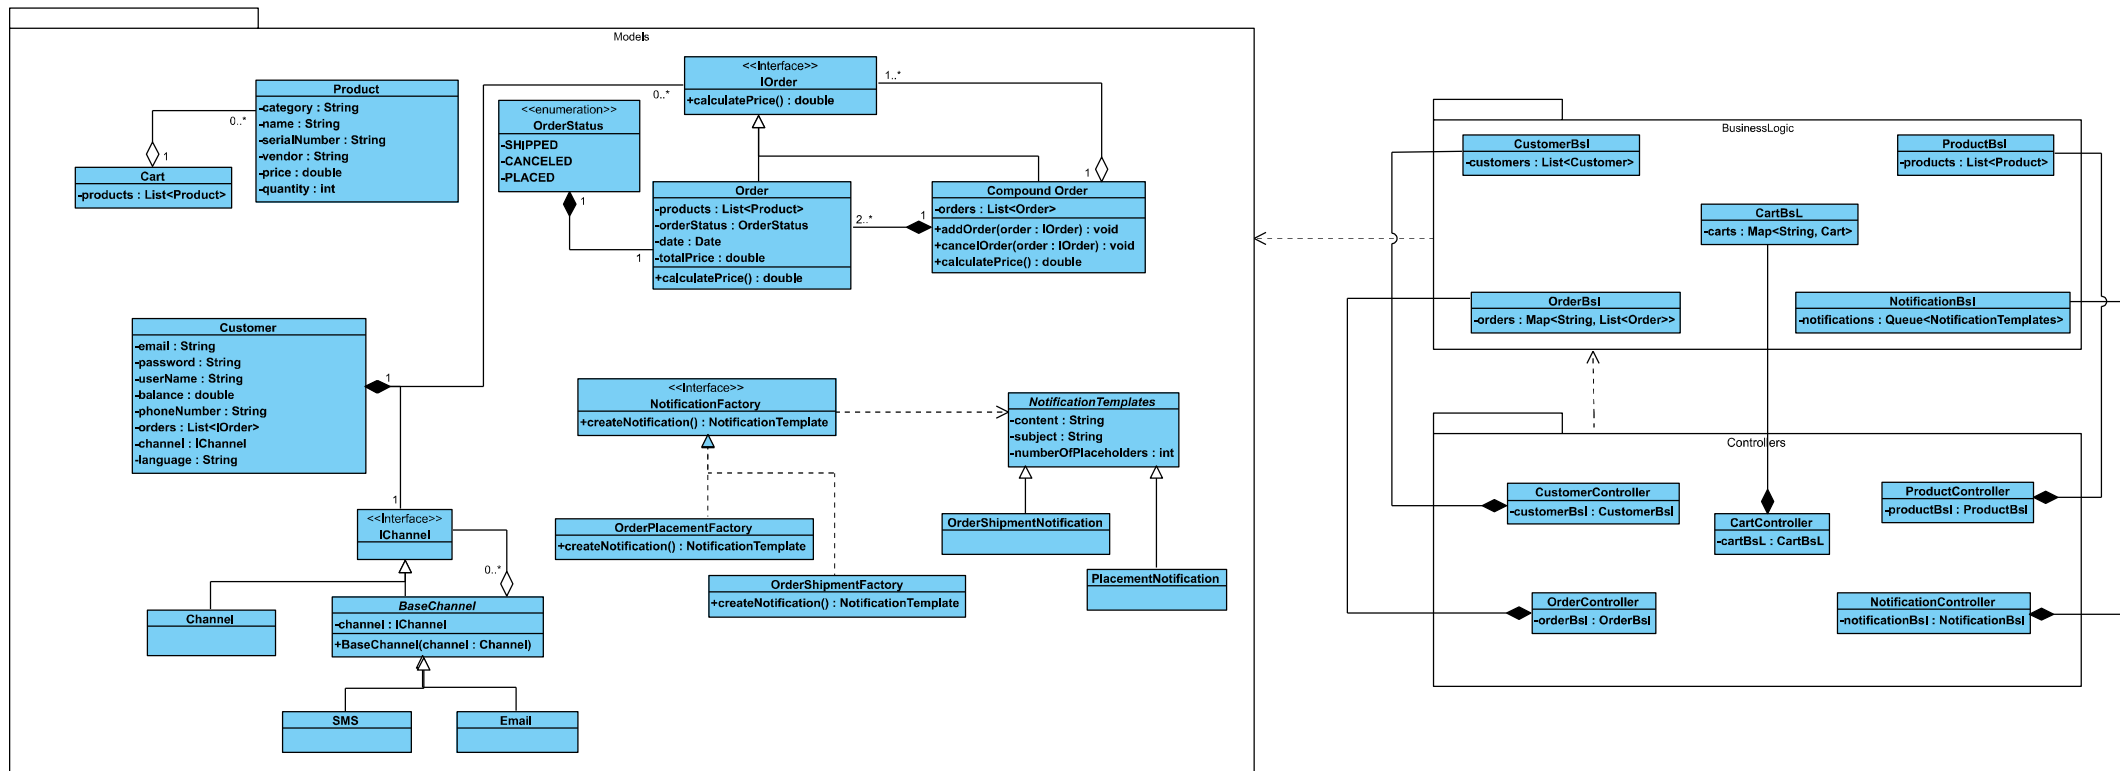 Models
Product
-category : String
-name : String
-serialNumber : String
-vendor : String
-price : double
-quantity : int
0..*
1
Cart
-products : List<Product>
<<Interface>>
IOrder
+calculatePrice() : double
0..*
1..*
<<enumeration>>
OrderStatus
-SHIPPED
-CANCELED
-PLACED
1
1
Order
-products : List<Product>
-orderStatus : OrderStatus
-date : Date
-totalPrice : double
+calculatePrice() : double
2..*
1
1
Compound Order
-orders : List<Order>
+addOrder(order : IOrder) : void
+cancelOrder(order : IOrder) : void
+calculatePrice() : double
Customer
-email : String
-password : String
-userName : String
-balance : double
-phoneNumber : String
-orders : List<IOrder>
-channel : IChannel
-language : String
1
1
<<Interface>>
NotificationFactory
+createNotification() : NotificationTemplate
NotificationTemplates
-content : String
-subject : String
-numberOfPlaceholders : int
<<Interface>>
IChannel
0..*
OrderPlacementFactory
+createNotification() : NotificationTemplate
OrderShipmentNotification
OrderShipmentFactory
+createNotification() : NotificationTemplate
PlacementNotification
Channel
BaseChannel
-channel : IChannel
+BaseChannel(channel : Channel)
SMS
Email
BusinessLogic
CustomerBsl
-customers : List<Customer>
ProductBsl
-products : List<Product>
CartBsL
-carts : Map<String, Cart>
OrderBsl
-orders : Map<String, List<Order>>
NotificationBsl
-notifications : Queue<NotificationTemplates>
Controllers
CustomerController
-customerBsl : CustomerBsl
ProductController
-productBsl : ProductBsl
CartController
-cartBsL : CartBsL
OrderController
-orderBsl : OrderBsl
NotificationController
-notificationBsl : NotificationBsl